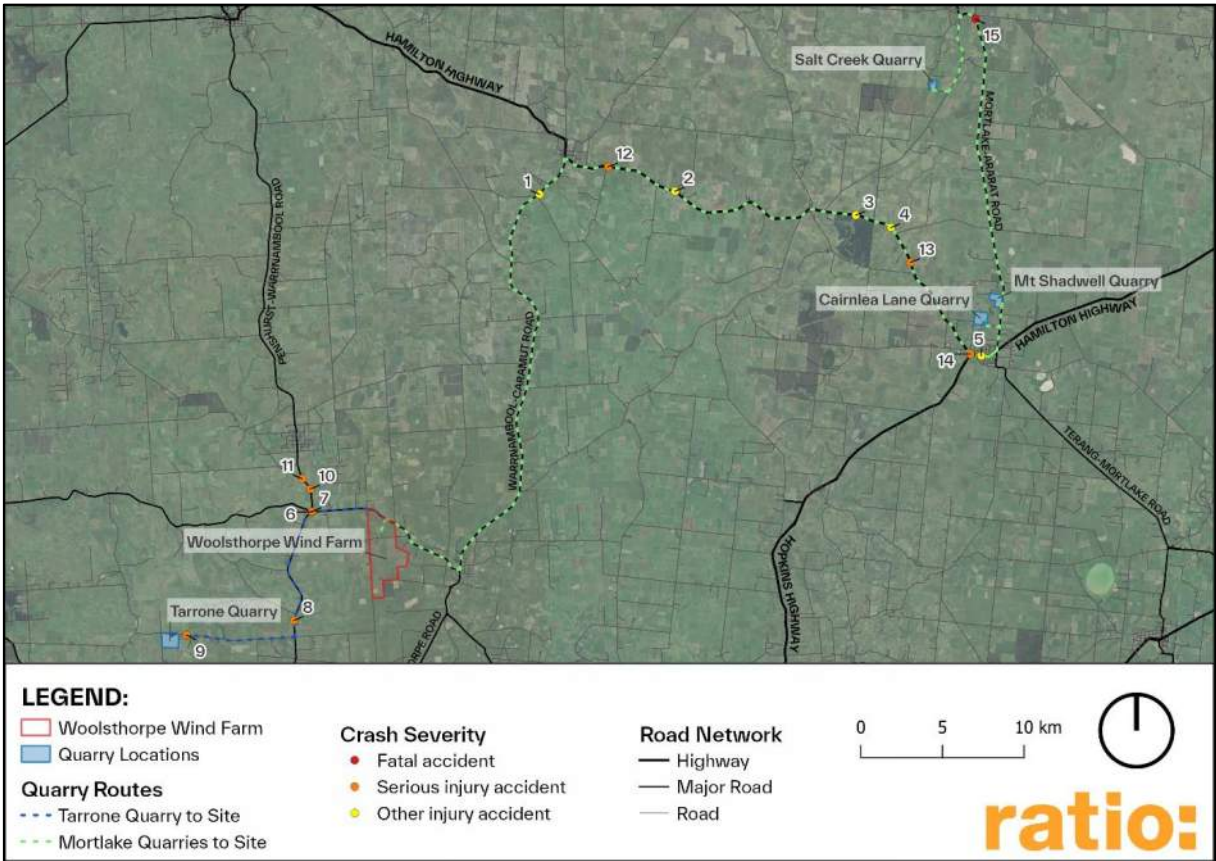 15
Salt Creek Quarry
HAMILTON HIGHWAY
MORTLAKE-ARARAT ROAD
12
1
2
3
4
13
PENSHURST-WARRNAMBOOL ROAD
Mt Shadwell Quarry
Cairnlea Lane Quarry
HAMILTON HIGHWAY
WARRNAMBOOL-CARAMUT ROAD
5
14
TERANG-MORTLAKE ROAD
11
10
7
6
Woolsthorpe Wind Farm
HOPKINS HIGHWAY
8
Tarrone Quarry
9
ORPE ROAD
LEGEND:
Woolsthorpe Wind Farm
Quarry Locations
Quarry Routes
Tarrone Quarry to Site
Mortlake Quarries to Site
Crash Severity
Fatal accident
Serious injury accident
Other injury accident
Road Network
Highway
Major Road
Road
0 5 10 km
ratio: